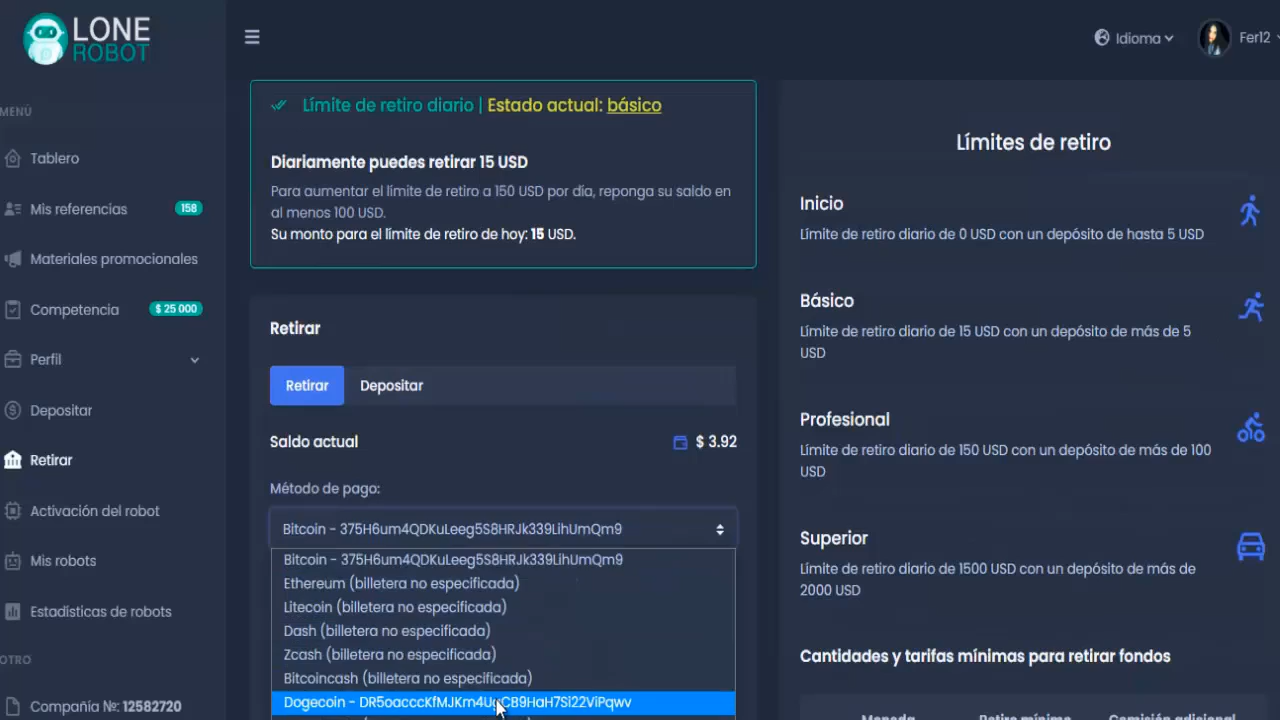 LONE
ROBOT
Idioma
Fer12
MENÚ
Tablero
Mis referencias
158
Materiales promocionales
Competencia
$ 25 000
Perfil
Depositar
Retirar
Activación del robot
Mis robots
Estadísticas de robots
OTRO
Compañía №: 12582720
Límite de retiro diario | Estado actual: básico
Diariamente puedes retirar 15 USD
Para aumentar el límite de retiro a 150 USD por día, reponga su saldo en
al menos 100 USD.
Su monto para el límite de retiro de hoy: 15 USD.
Retirar
Retirar
Depositar
Saldo actual
$ 3.92
Método de pago:
Bitcoin - 375H6um4QDKuLeeg5S8HRJk339LihUmQm9
Bitcoin - 375H6um4QDKuLeeg5S8HRJk339LihUmQm9
Ethereum (billetera no especificada)
Litecoin (billetera no especificada)
Dash (billetera no especificada)
Zcash (billetera no especificada)
Bitcoincash (billetera no especificada)
Dogecoin -
Límites de retiro
Inicio
Límite de retiro diario de 0 USD con un depósito de hasta 5 USD
Básico
Límite de retiro diario de 15 USD con un depósito de más de 5
USD
Profesional
Límite de retiro diario de 150 USD con un depósito de más de 100
USD
Superior
Límite de retiro diario de 1500 USD con un depósito de más de
2000 USD
Cantidades y tarifas mínimas para retirar fondos
Moneda
Retiro mínimo
Comisión adicional